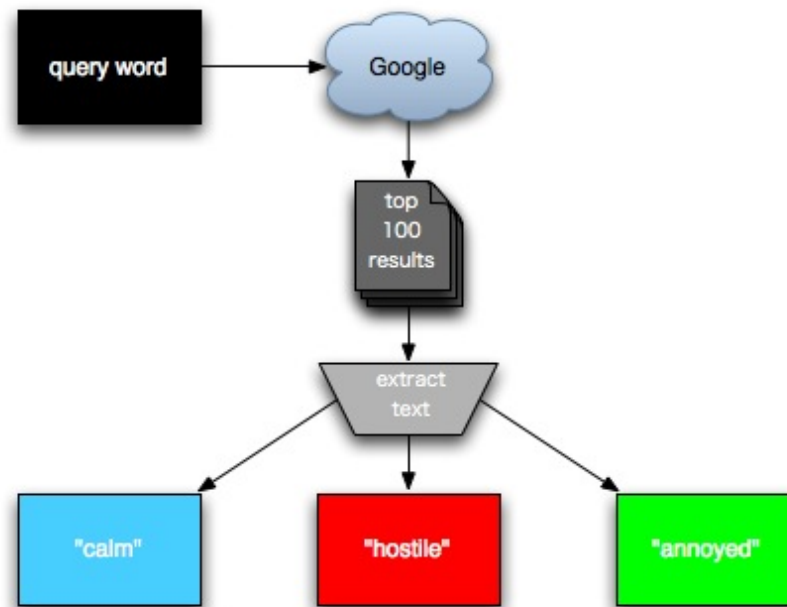 query word
Google
top
100
results
extract
text
"calm"
"hostile"
"annoyed"